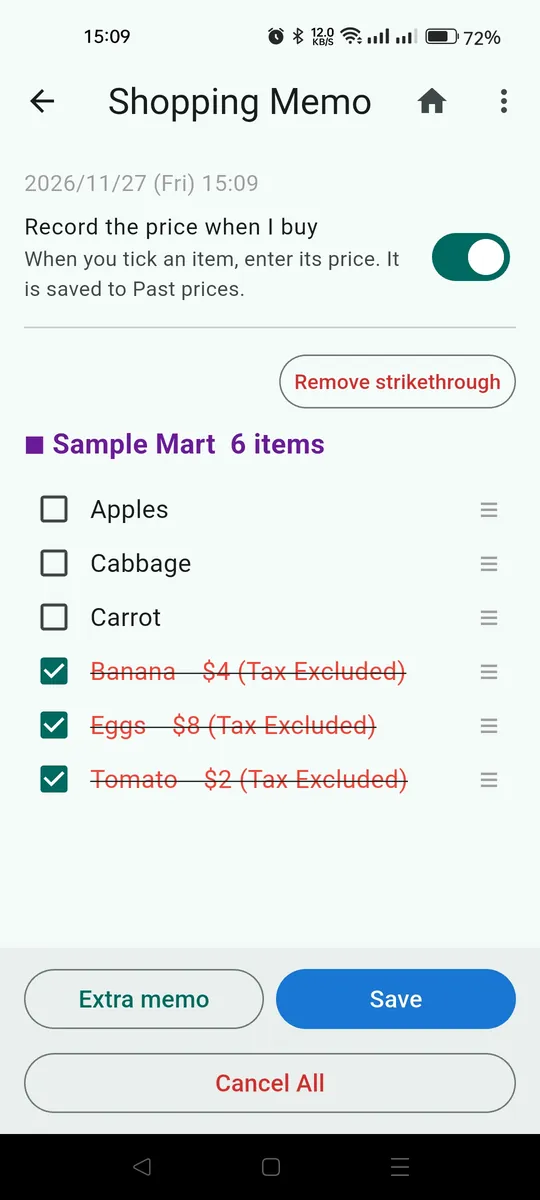 15:09
12.0
KB/S
72%
Shopping Memo
2026/11/27 (Fri) 15:09
Record the price when I buy
When you tick an item, enter its price. It
is saved to Past prices.
Remove strikethrough
Sample Mart  6 items
Apples
Cabbage
Carrot
Banana   $4 (Tax Excluded)
Eggs   $8 (Tax Excluded)
Tomato   $2 (Tax Excluded)
Extra memo
Save
Cancel All